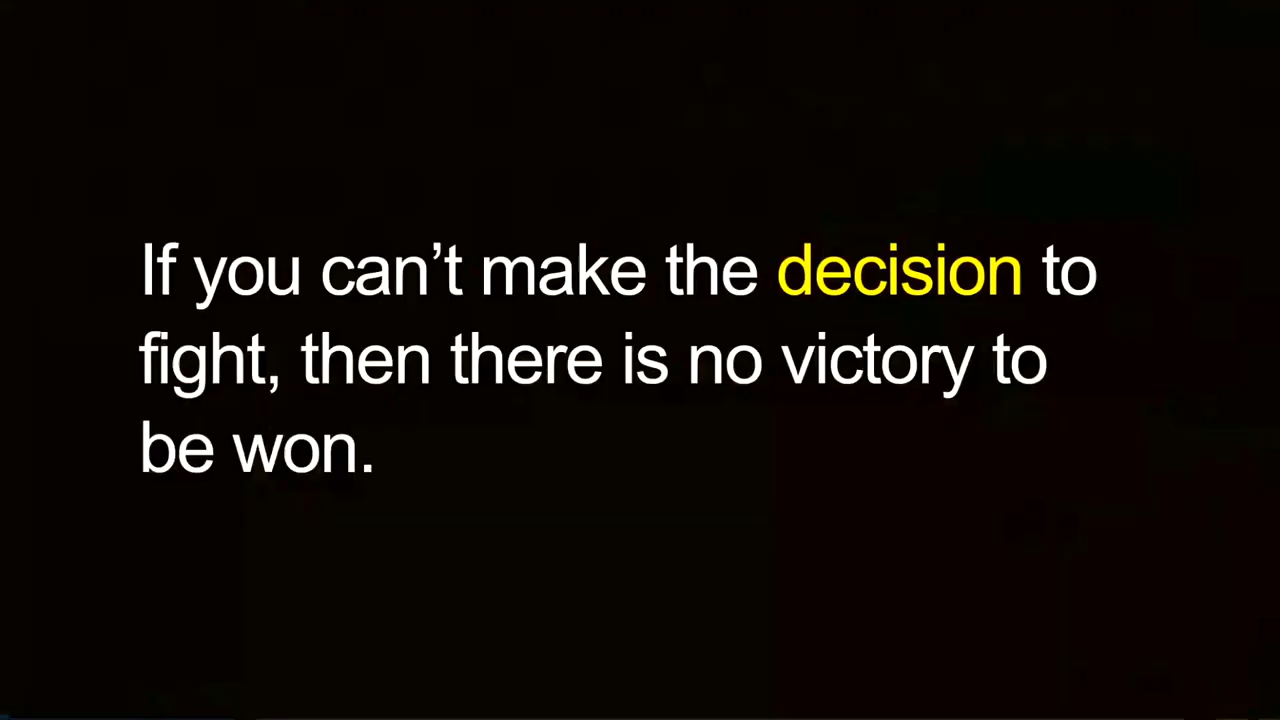 If you can’t make the decision to
fight, then there is no victory to
be won.